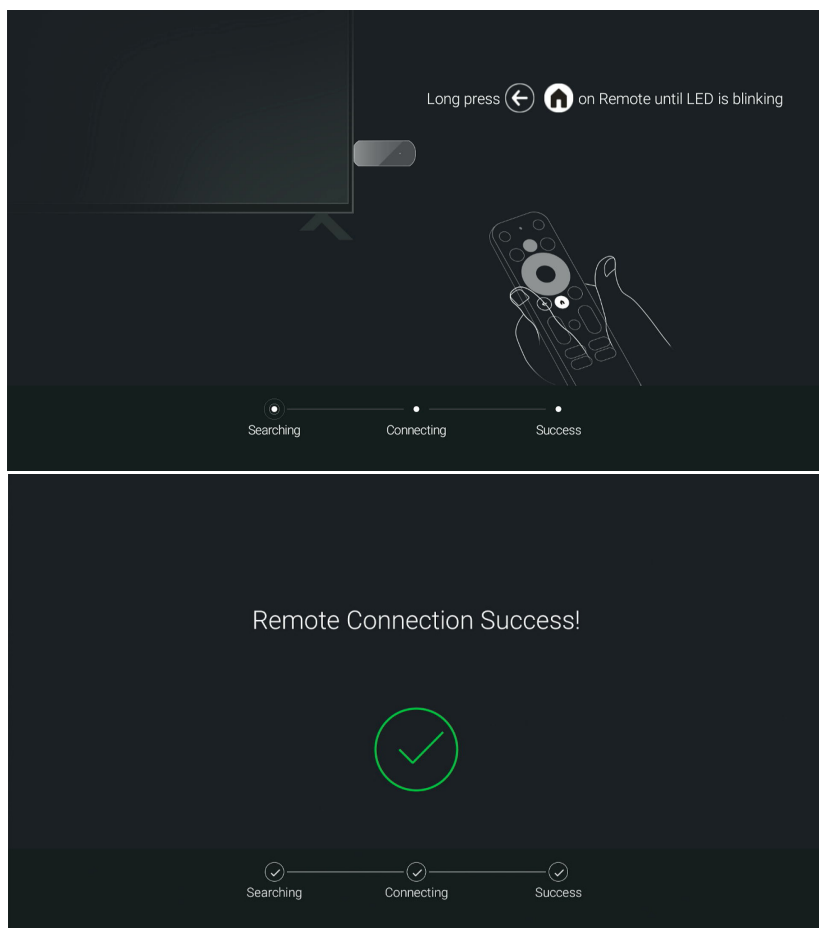 Long press on Remote until LED is blinking
Searching Connecting Success
Remote Connection Success!
Searching Connecting Success